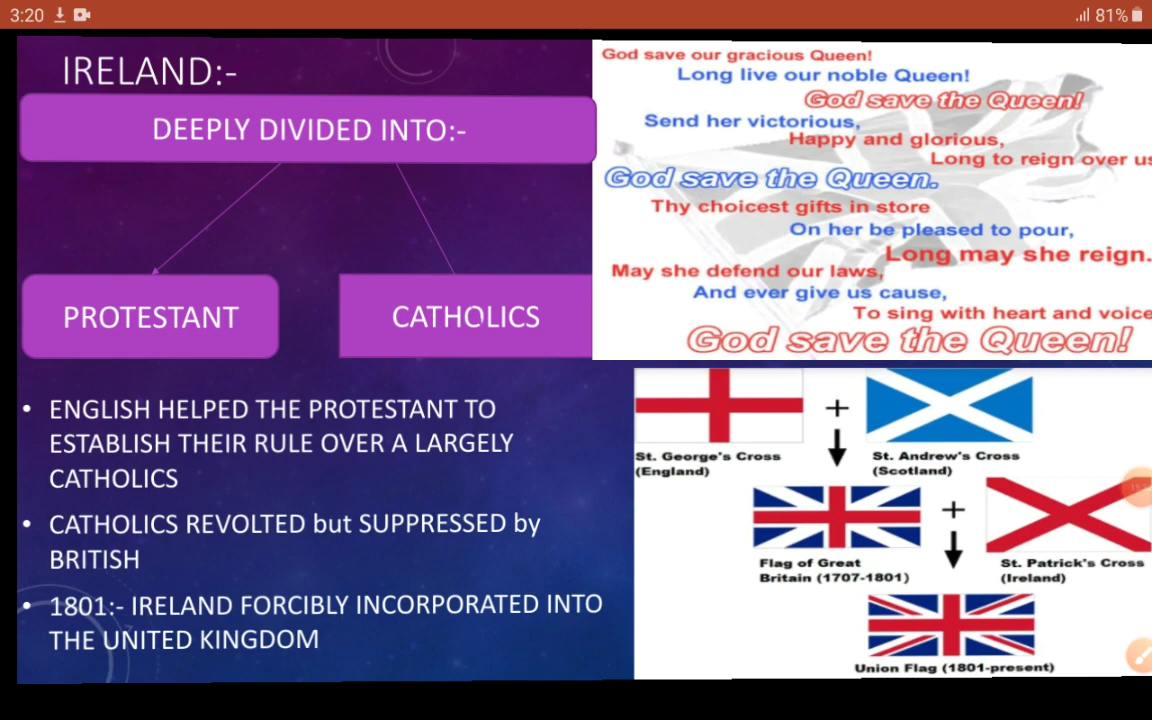 3:20
81%
IRELAND:-
DEEPLY DIVIDED INTO:-
PROTESTANT
CATHOLICS
• ENGLISH HELPED THE PROTESTANT TO
ESTABLISH THEIR RULE OVER A LARGELY
CATHOLICS
• CATHOLICS REVOLTED but SUPPRESSED by
BRITISH
• 1801:- IRELAND FORCIBLY INCORPORATED INTO
THE UNITED KINGDOM
God save our gracious Queen!
Long live our noble Queen!
God save the Queen!
Send her victorious,
Happy and glorious,
Long to reign over us
God save the Queen.
Thy choicest gifts in store
On her be pleased to pour,
Long may she reign.
May she defend our laws,
And ever give us cause,
To sing with heart and voice
God save the Queen!
+
St. George's Cross
(England)
St. Andrew's Cross
(Scotland)
+
Flag of Great
Britain (1707-1801)
St. Patrick's Cross
(Ireland)
Union Flag (1801-present)